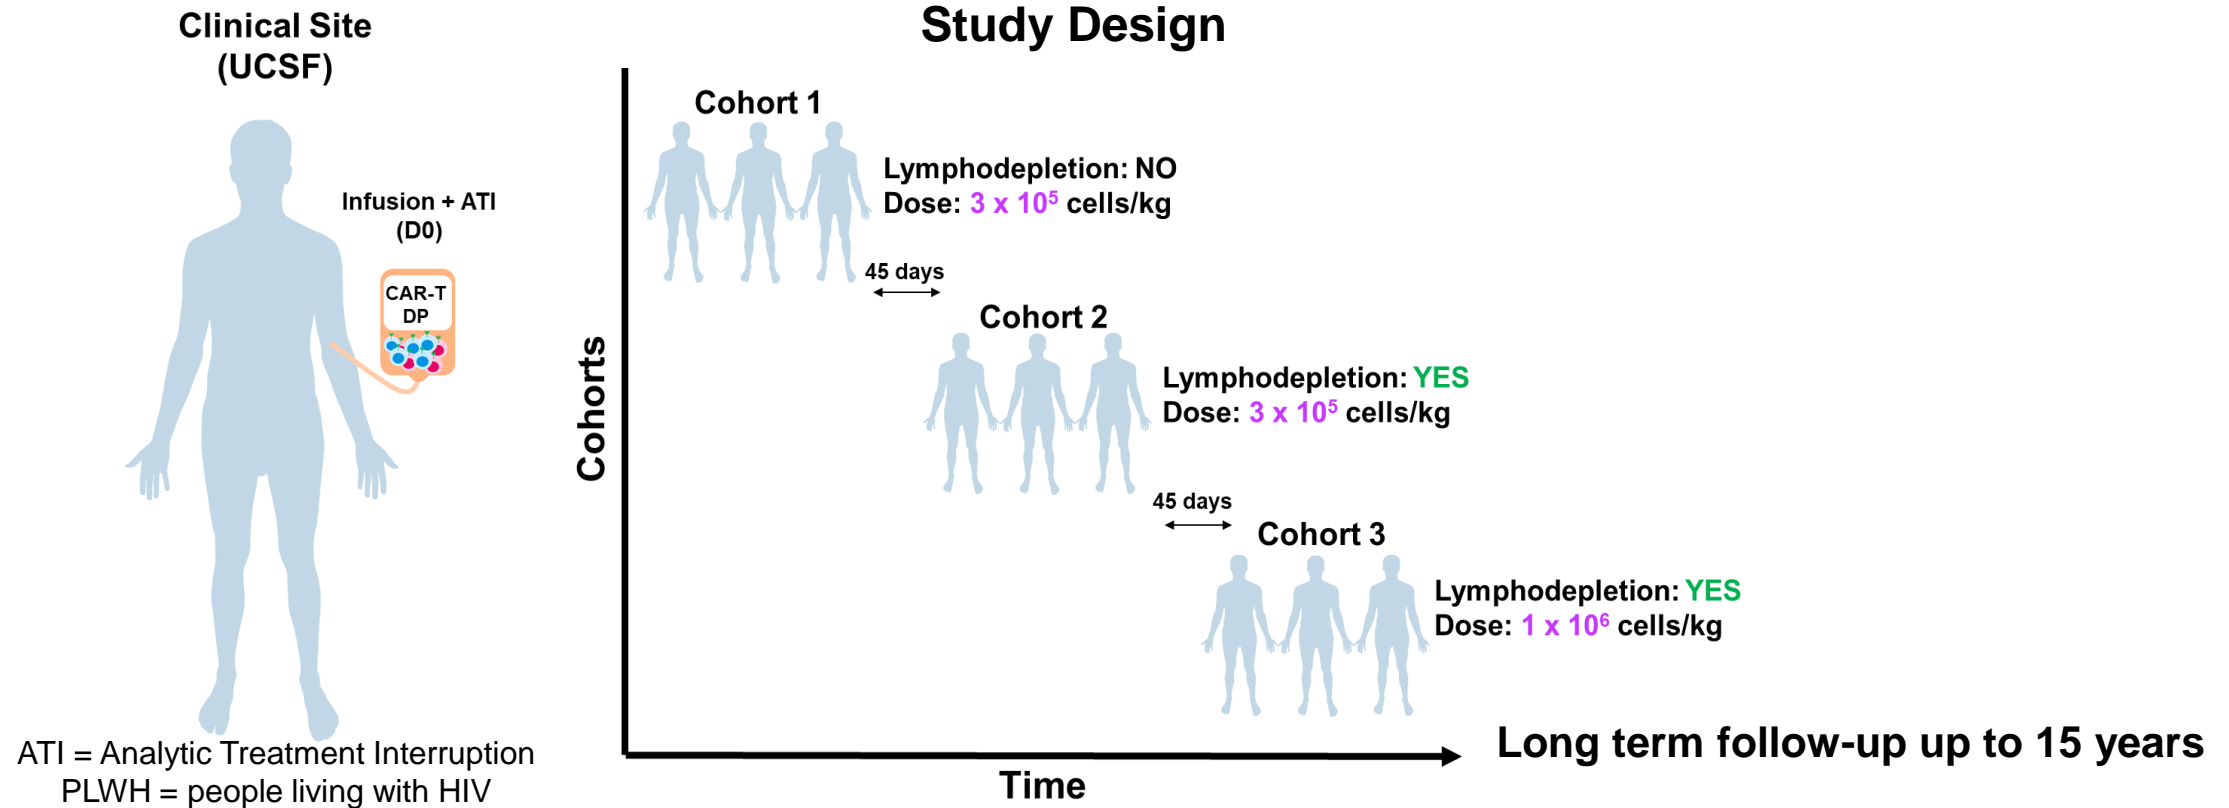 Clinical Site
(UCSF)
Infusion + ATI
(D0)
CAR-T
DP
ATI = Analytic Treatment Interruption
PLWH = people living with HIV
Study Design
Cohorts
Cohort 1
Lymphodepletion: NO
Dose: 3 x 10⁵ cells/kg
45 days
Cohort 2
Lymphodepletion: YES
Dose: 3 x 10⁵ cells/kg
45 days
Cohort 3
Lymphodepletion: YES
Dose: 1 x 10⁶ cells/kg
Time
Long term follow-up up to 15 years